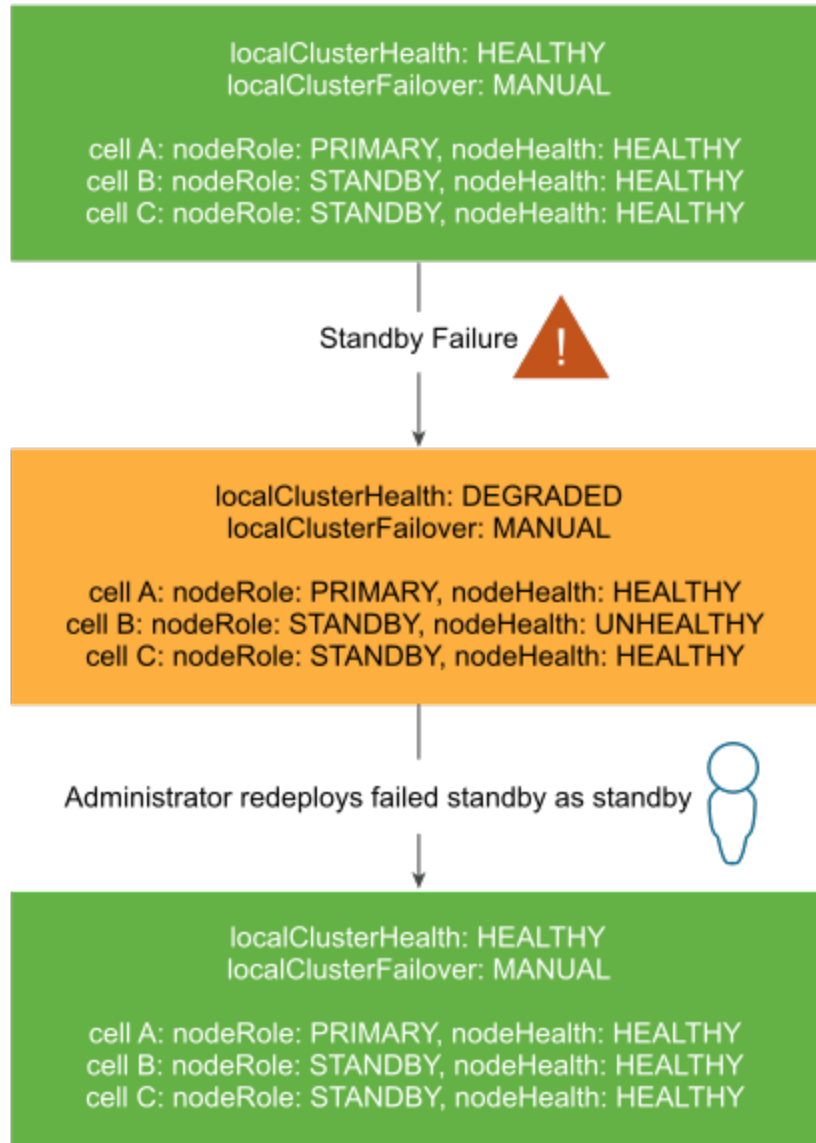 localClusterHealth: HEALTHY
localClusterFailover: MANUAL
cell A: nodeRole: PRIMARY, nodeHealth: HEALTHY
cell B: nodeRole: STANDBY, nodeHealth: HEALTHY
cell C: nodeRole: STANDBY, nodeHealth: HEALTHY
Standby Failure
!
localClusterHealth: DEGRADED
localClusterFailover: MANUAL
cell A: nodeRole: PRIMARY, nodeHealth: HEALTHY
cell B: nodeRole: STANDBY, nodeHealth: UNHEALTHY
cell C: nodeRole: STANDBY, nodeHealth: HEALTHY
Administrator redeploys failed standby as standby
localClusterHealth: HEALTHY
localClusterFailover: MANUAL
cell A: nodeRole: PRIMARY, nodeHealth: HEALTHY
cell B: nodeRole: STANDBY, nodeHealth: HEALTHY
cell C: nodeRole: STANDBY, nodeHealth: HEALTHY